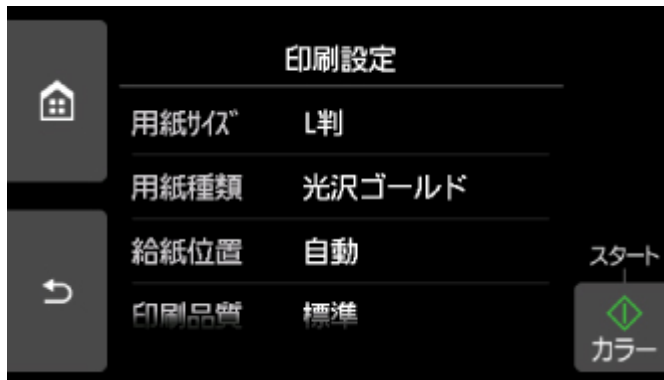 印刷設定
用紙サイズ L判
用紙種類 光沢ゴールド
給紙位置 自動
印刷品質 標準
スタート
カラー